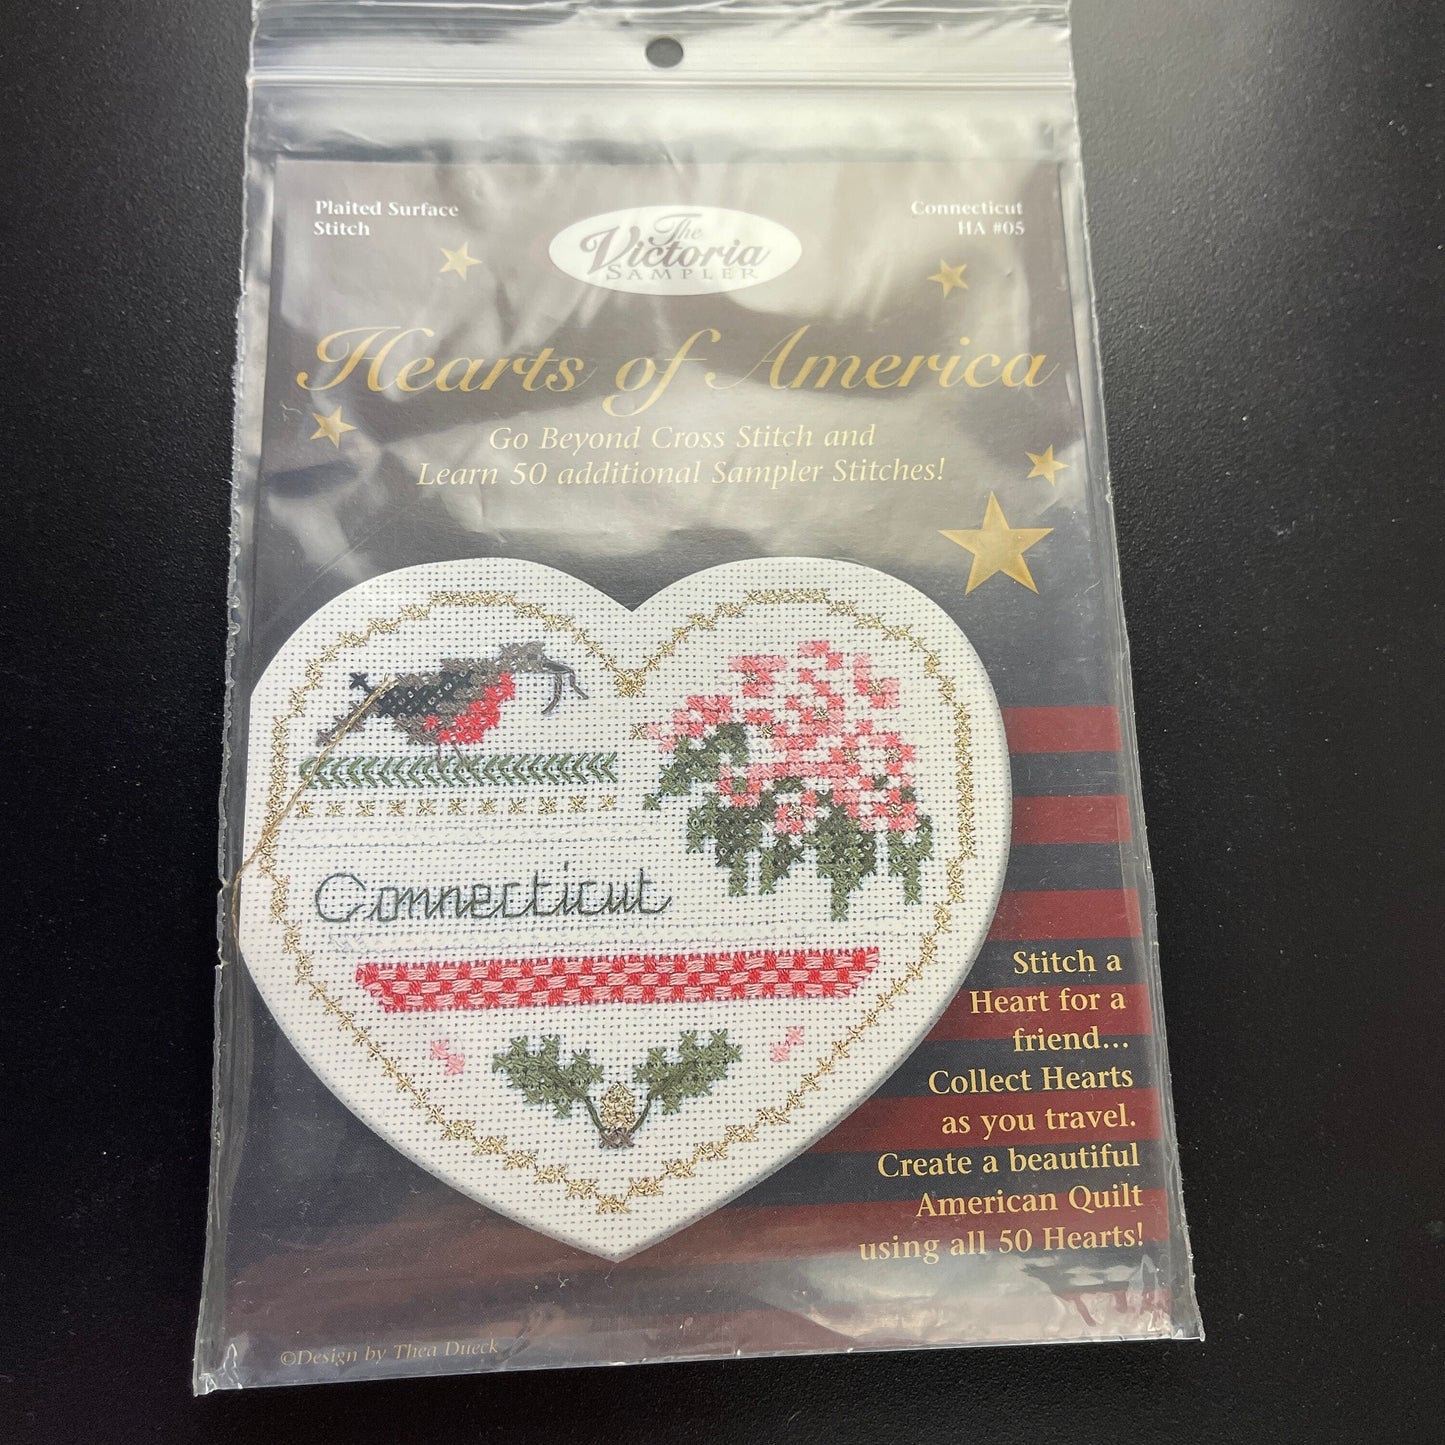 Plaited Surface
Stitch
The
Victoria
SAMPLER
Connecticut
HA #05
Hearts of America
Go Beyond Cross Stitch and
Learn 50 additional Sampler Stitches!
Connecticut
Stitch a
Heart for a
friend...
Collect Hearts
as you travel.
Create a beautiful
American Quilt
using all 50 Hearts!
©Design by Thea Dueck